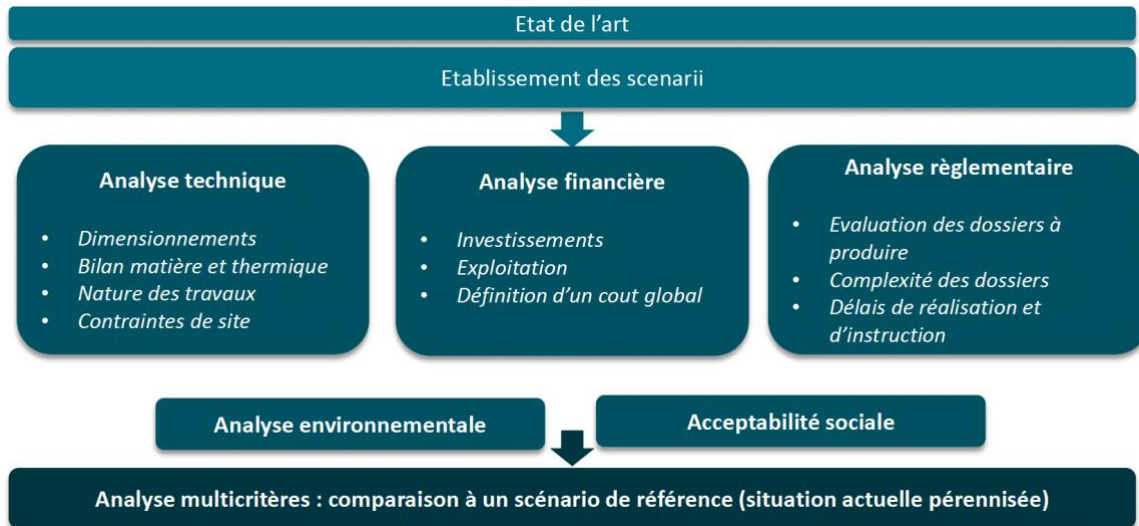 Etat de l’art
Etablissement des scenarii
Analyse technique
• Dimensionnements
• Bilan matière et thermique
• Nature des travaux
• Contraintes de site
Analyse financière
• Investissements
• Exploitation
• Définition d’un cout global
Analyse règlementaire
• Evaluation des dossiers à
produire
• Complexité des dossiers
• Délais de réalisation et
d’instruction
Analyse environnementale
Acceptabilité sociale
Analyse multicritères : comparaison à un scénario de référence (situation actuelle pérennisée)